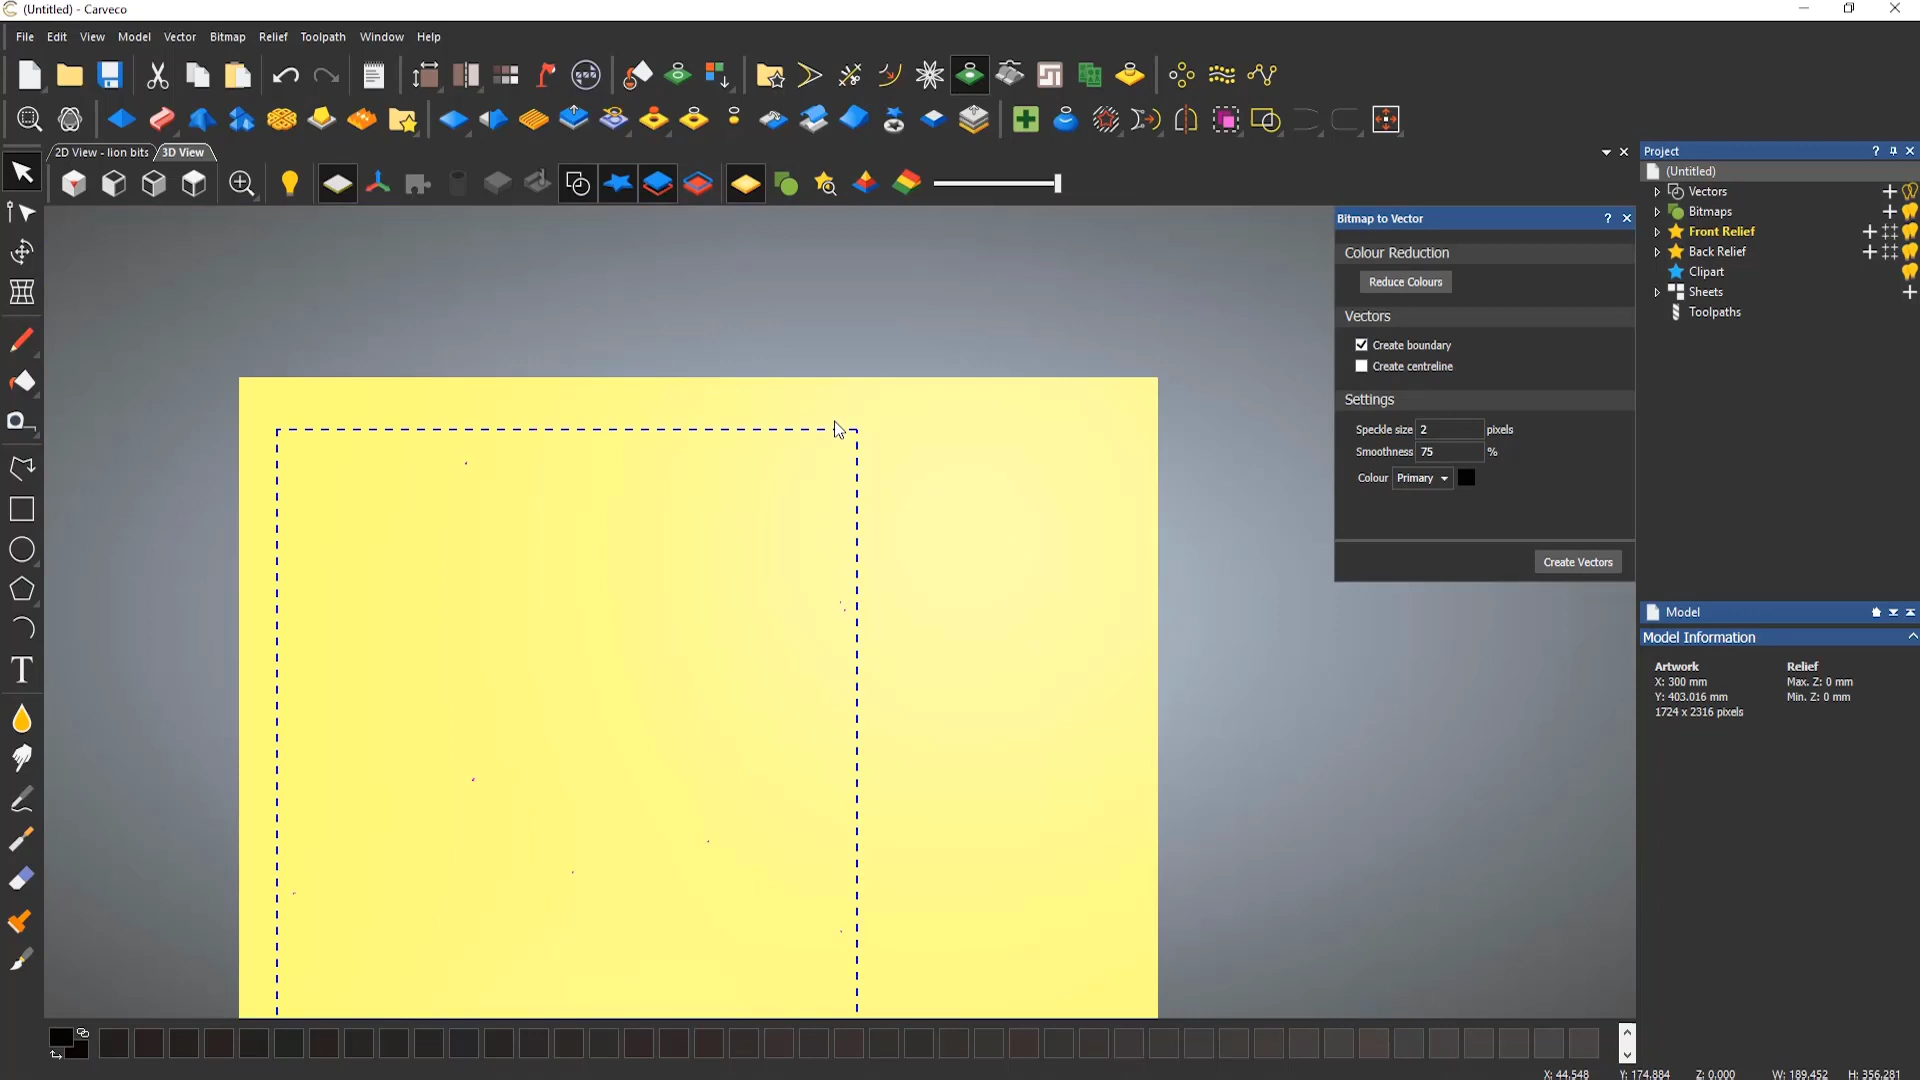 (Untitled) - Carveco
File Edit View Model Vector Bitmap Relief Toolpath Window Help
2D View - lion bits 3D View
Bitmap to Vector ?
Colour Reduction
Reduce Colours
Vectors
Create boundary
Create centreline
Settings
Speckle size 2 pixels
Smoothness 75 %
Colour Primary
Create Vectors
Project ?
(Untitled)
Vectors
Bitmaps
Front Relief
Back Relief
Clipart
Sheets
Toolpaths
Model
Model Information
Artwork Relief
X: 300 mm Max. Z: 0 mm
Y: 403.016 mm Min. Z: 0 mm
1724 x 2316 pixels
T
X: 44.548 Y: 174.884 Z: 0.000 W: 189.452 H: 356.281